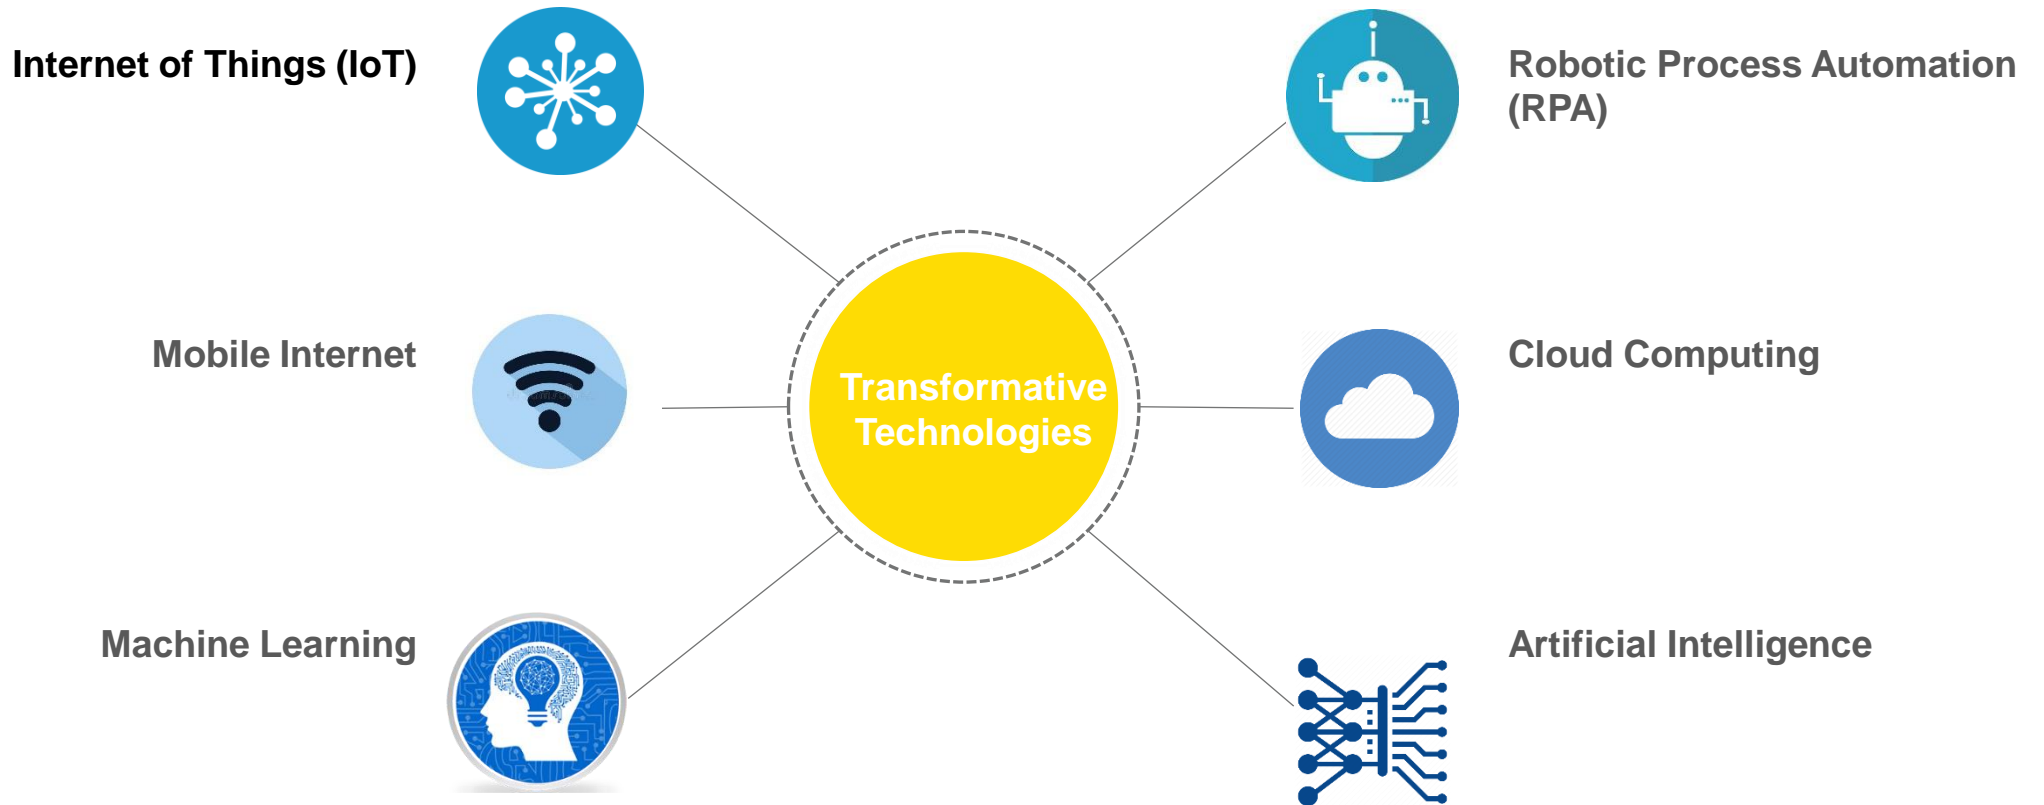 Internet of Things (IoT)
Robotic Process Automation
(RPA)
Mobile Internet
Cloud Computing
Transformative
Technologies
Machine Learning
Artificial Intelligence